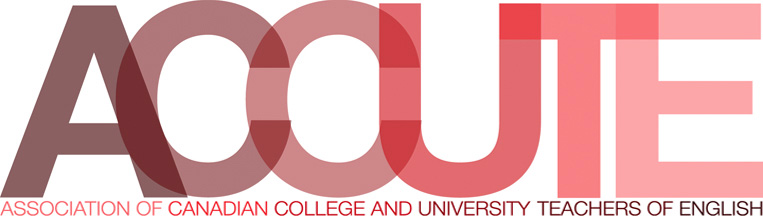 ACCUTE
ASSOCIATION OF CANADIAN COLLEGE AND UNIVERSITY TEACHERS OF ENGLISH